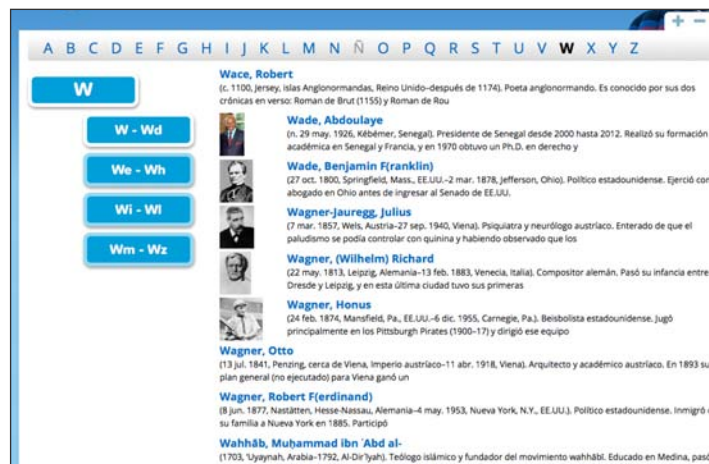 + −
A B C D E F G H I J K L M N Ñ O P Q R S T U V W X Y Z
W
W - Wd
We - Wh
Wi - Wl
Wm - Wz
Wace, Robert
(c. 1100, Jersey, islas Anglonormandas, Reino Unido–después de 1174). Poeta anglonormando. Es conocido por sus dos
crónicas en verso: Roman de Brut (1155) y Roman de Rou
Wade, Abdoulaye
(n. 29 may. 1926, Kébémer, Senegal). Presidente de Senegal desde 2000 hasta 2012. Realizó su formación
académica en Senegal y Francia, y en 1970 obtuvo un Ph.D. en derecho y
Wade, Benjamin F(ranklin)
(27 oct. 1800, Springfield, Mass., EE.UU.–2 mar. 1878, Jefferson, Ohio). Político estadounidense. Ejerció com
abogado en Ohio antes de ingresar al Senado de EE.UU.
Wagner-Jauregg, Julius
(7 mar. 1857, Wels, Austria–27 sep. 1940, Viena). Psiquiatra y neurólogo austríaco. Enterado de que el
paludismo se podía controlar con quinina y habiendo observado que los
Wagner, (Wilhelm) Richard
(22 may. 1813, Leipzig, Alemania–13 feb. 1883, Venecia, Italia). Compositor alemán. Pasó su infancia entre
Dresde y Leipzig, y en esta última ciudad tuvo sus primeras
Wagner, Honus
(24 feb. 1874, Mansfield, Pa., EE.UU.–6 dic. 1955, Carnegie, Pa.). Beisbolista estadounidense. Jugó
principalmente en los Pittsburgh Pirates (1900–17) y dirigió ese equipo
Wagner, Otto
(13 jul. 1841, Penzing, cerca de Viena, Imperio austríaco–11 abr. 1918, Viena). Arquitecto y académico austríaco. En 1893 su
plan general (no ejecutado) para Viena ganó un
Wagner, Robert F(erdinand)
(8 jun. 1877, Nastätten, Hesse-Nassau, Alemania–4 may. 1953, Nueva York, N.Y., EE.UU.). Político estadounidense. Inmigró
su familia a Nueva York en 1885. Participó
Wahhāb, Muḥammad ibn ʿAbd al-
(1703, ʿUyaynah, Arabia–1792, Al-Dirʿīyah). Teólogo islámico y fundador del movimiento wahhābī. Educado en Medina, pasó